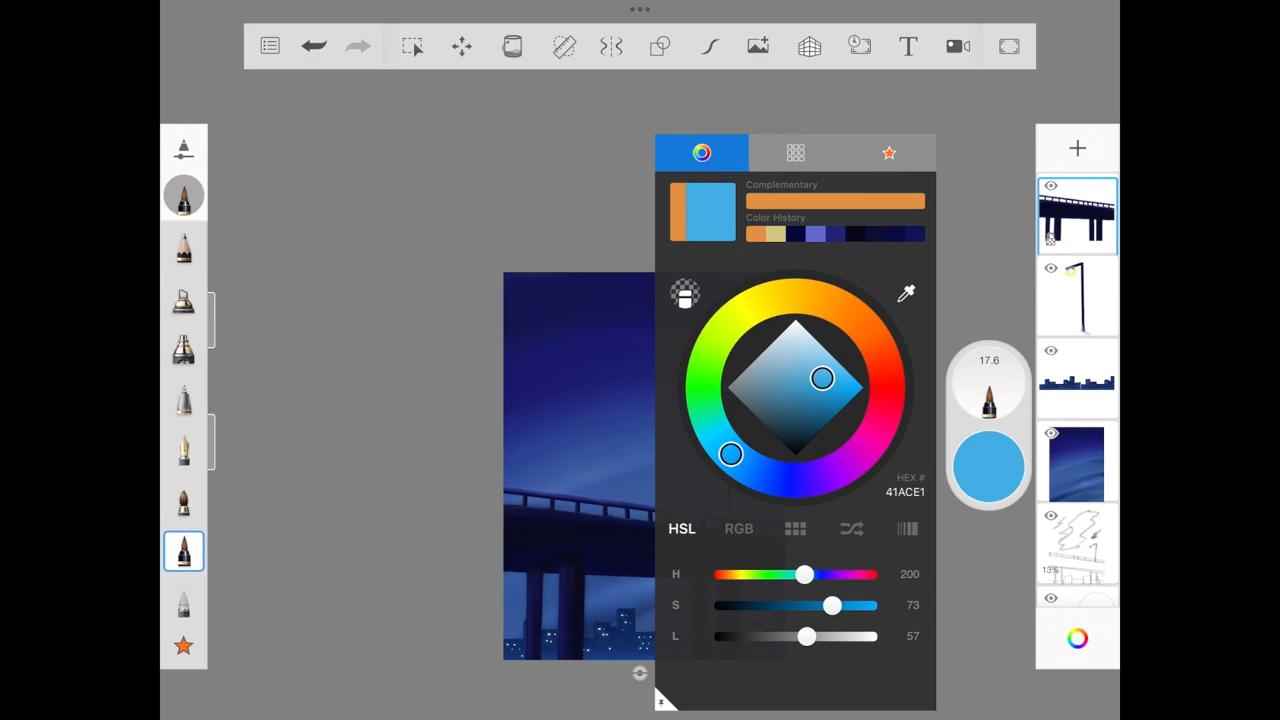 T
Complementary
Color History
17.6
HEX #
41ACE1
HSL RGB
H 200
S 73
L 57
13%